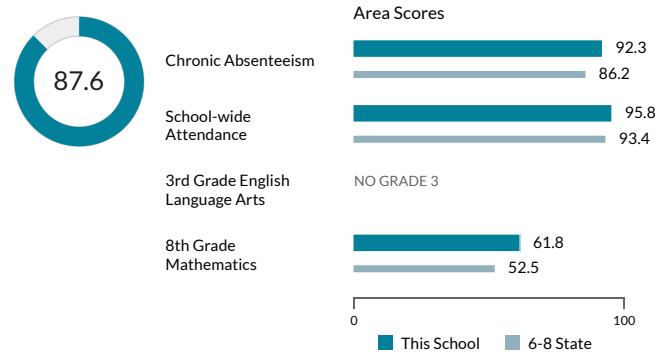 Area Scores
87.6
Chronic Absenteeism
92.3
86.2
School-wide
Attendance
95.8
93.4
3rd Grade English
Language Arts
NO GRADE 3
8th Grade
Mathematics
61.8
52.5
0
100
This School
6-8 State